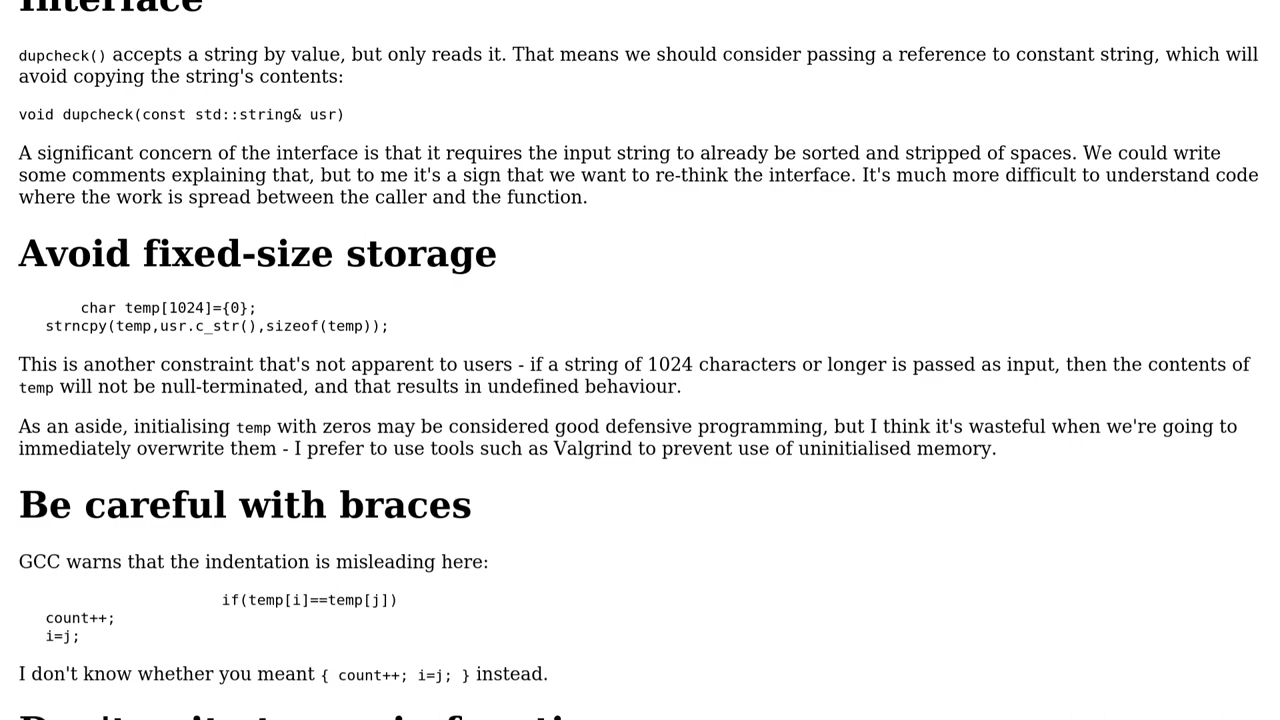 Interface
dupcheck() accepts a string by value, but only reads it. That means we should consider passing a reference to constant string, which will
avoid copying the string's contents:
void dupcheck(const std::string& usr)
A significant concern of the interface is that it requires the input string to already be sorted and stripped of spaces. We could write
some comments explaining that, but to me it's a sign that we want to re-think the interface. It's much more difficult to understand code
where the work is spread between the caller and the function.
Avoid fixed-size storage
char temp[1024]={0};
strncpy(temp,usr.c_str(),sizeof(temp));
This is another constraint that's not apparent to users - if a string of 1024 characters or longer is passed as input, then the contents of
temp will not be null-terminated, and that results in undefined behaviour.
As an aside, initialising temp with zeros may be considered good defensive programming, but I think it's wasteful when we're going to
immediately overwrite them - I prefer to use tools such as Valgrind to prevent use of uninitialised memory.
Be careful with braces
GCC warns that the indentation is misleading here:
if(temp[i]==temp[j])
count++;
i=j;
I don't know whether you meant { count++; i=j; } instead.